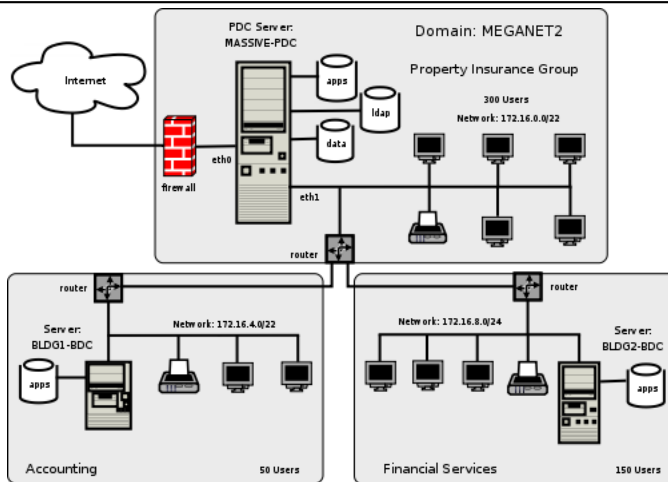 PDC Server:
MASSIVE-PDC
Domain: MEGANET2
Property Insurance Group
Internet
apps
ldap
data
300 Users
Network: 172.16.0.0/22
eth0
firewall
eth1
router
router
Network: 172.16.4.0/22
Server:
BLDG1-BDC
apps
Accounting
50 Users
router
Network: 172.16.8.0/24
Server:
BLDG2-BDC
apps
Financial Services
150 Users